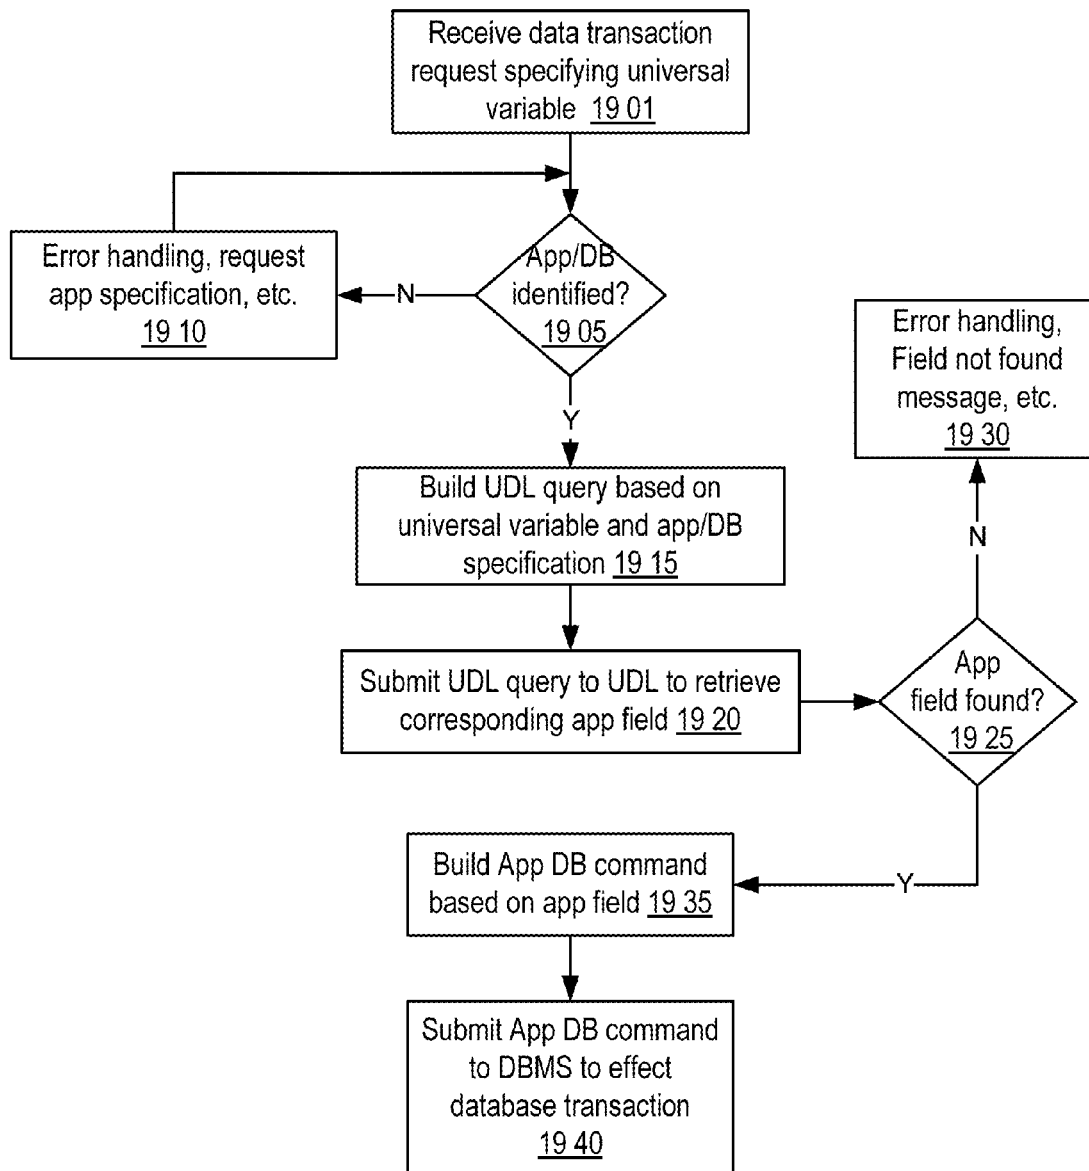 Receive data transaction
request specifying universal
variable 19 01
Error handling, request
app specification, etc.
19 10
N
App/DB
identified?
19 05
Y
Error handling,
Field not found
message, etc.
19 30
Build UDL query based on
universal variable and app/DB
specification 19 15
N
Submit UDL query to UDL to retrieve
corresponding app field 19 20
App
field found?
19 25
Build App DB command
based on app field 19 35
Y
Submit App DB command
to DBMS to effect
database transaction
19 40